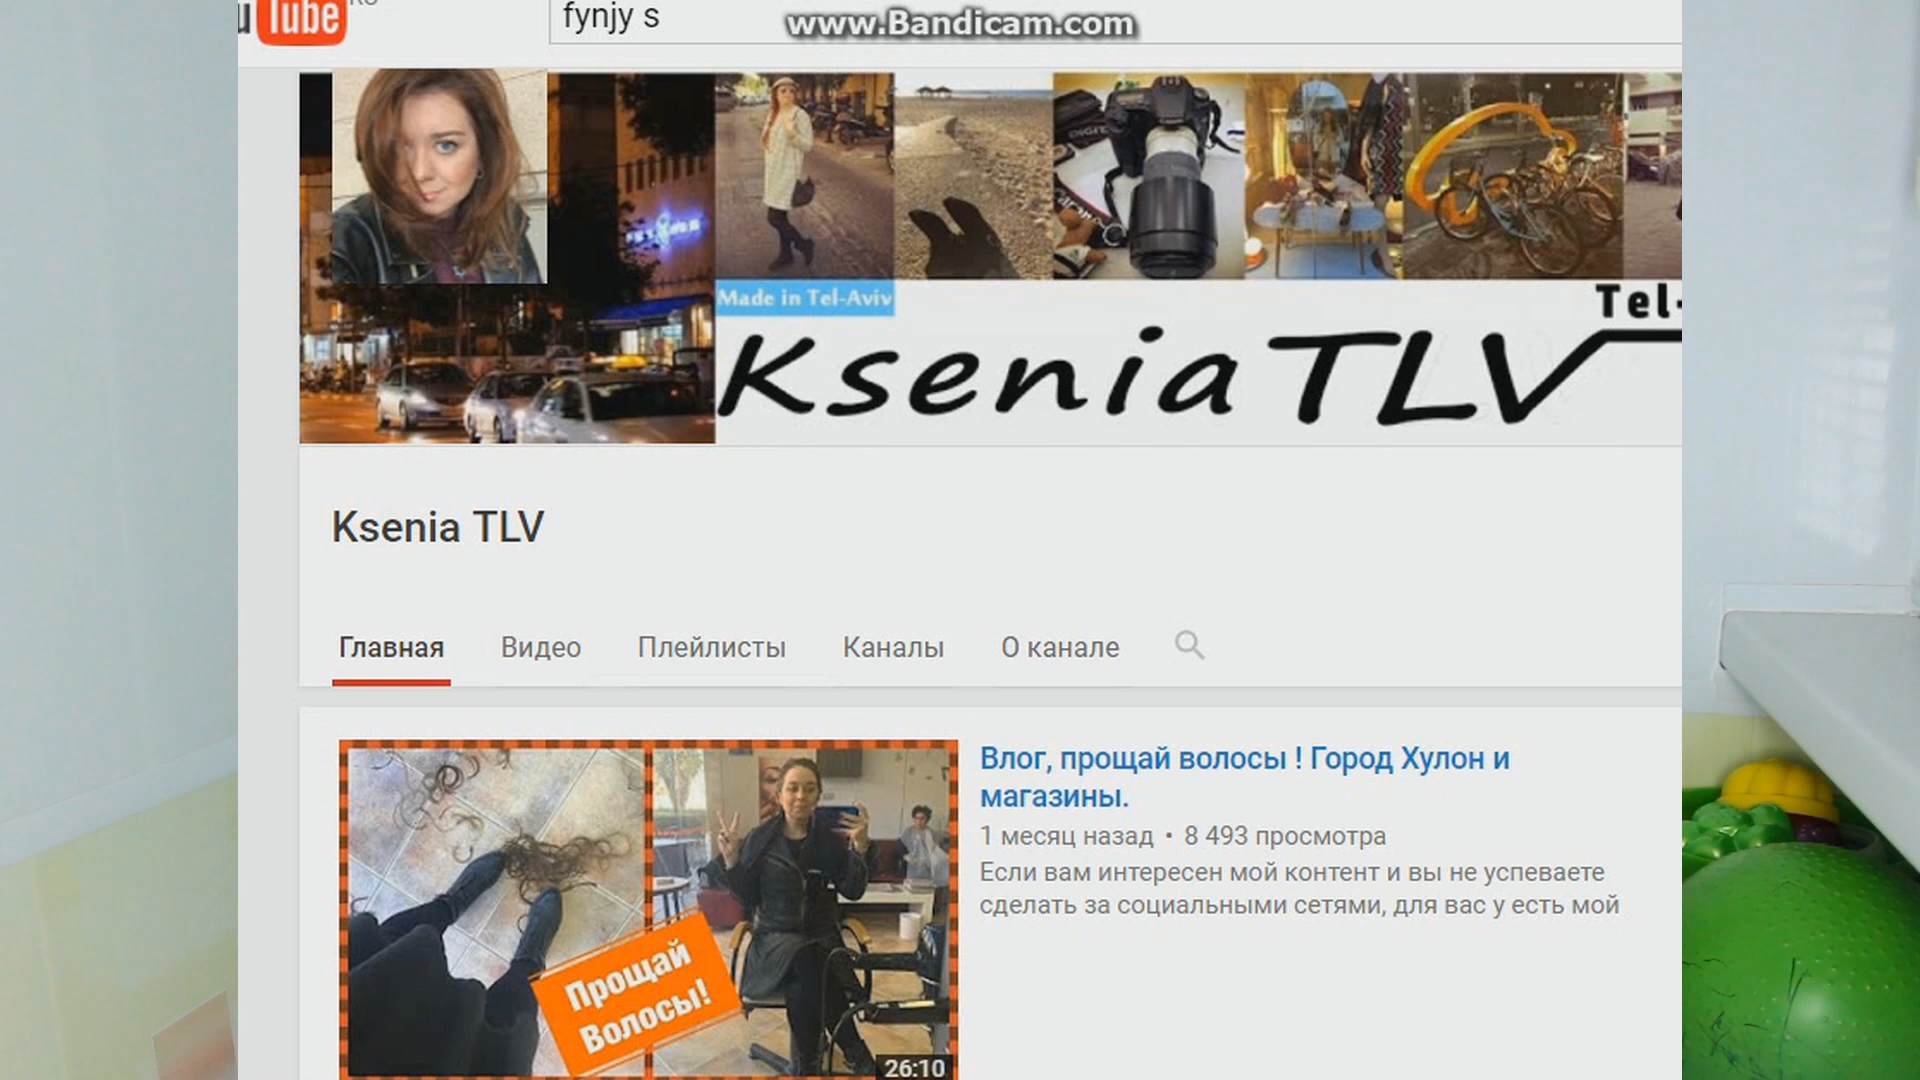 Tube
fynjy s
www.Bandicam.com
Made in Tel-Aviv
Tel-
Ksenia TLV
Ksenia TLV
Главная Видео Плейлисты Каналы О канале
Влог, прощай волосы ! Город Хулон и
магазины.
1 месяц назад • 8 493 просмотра
Если вам интересен мой контент и вы не успеваете
сделать за социальными сетями, для вас у есть мой
Прощай
Волосы!
26:10